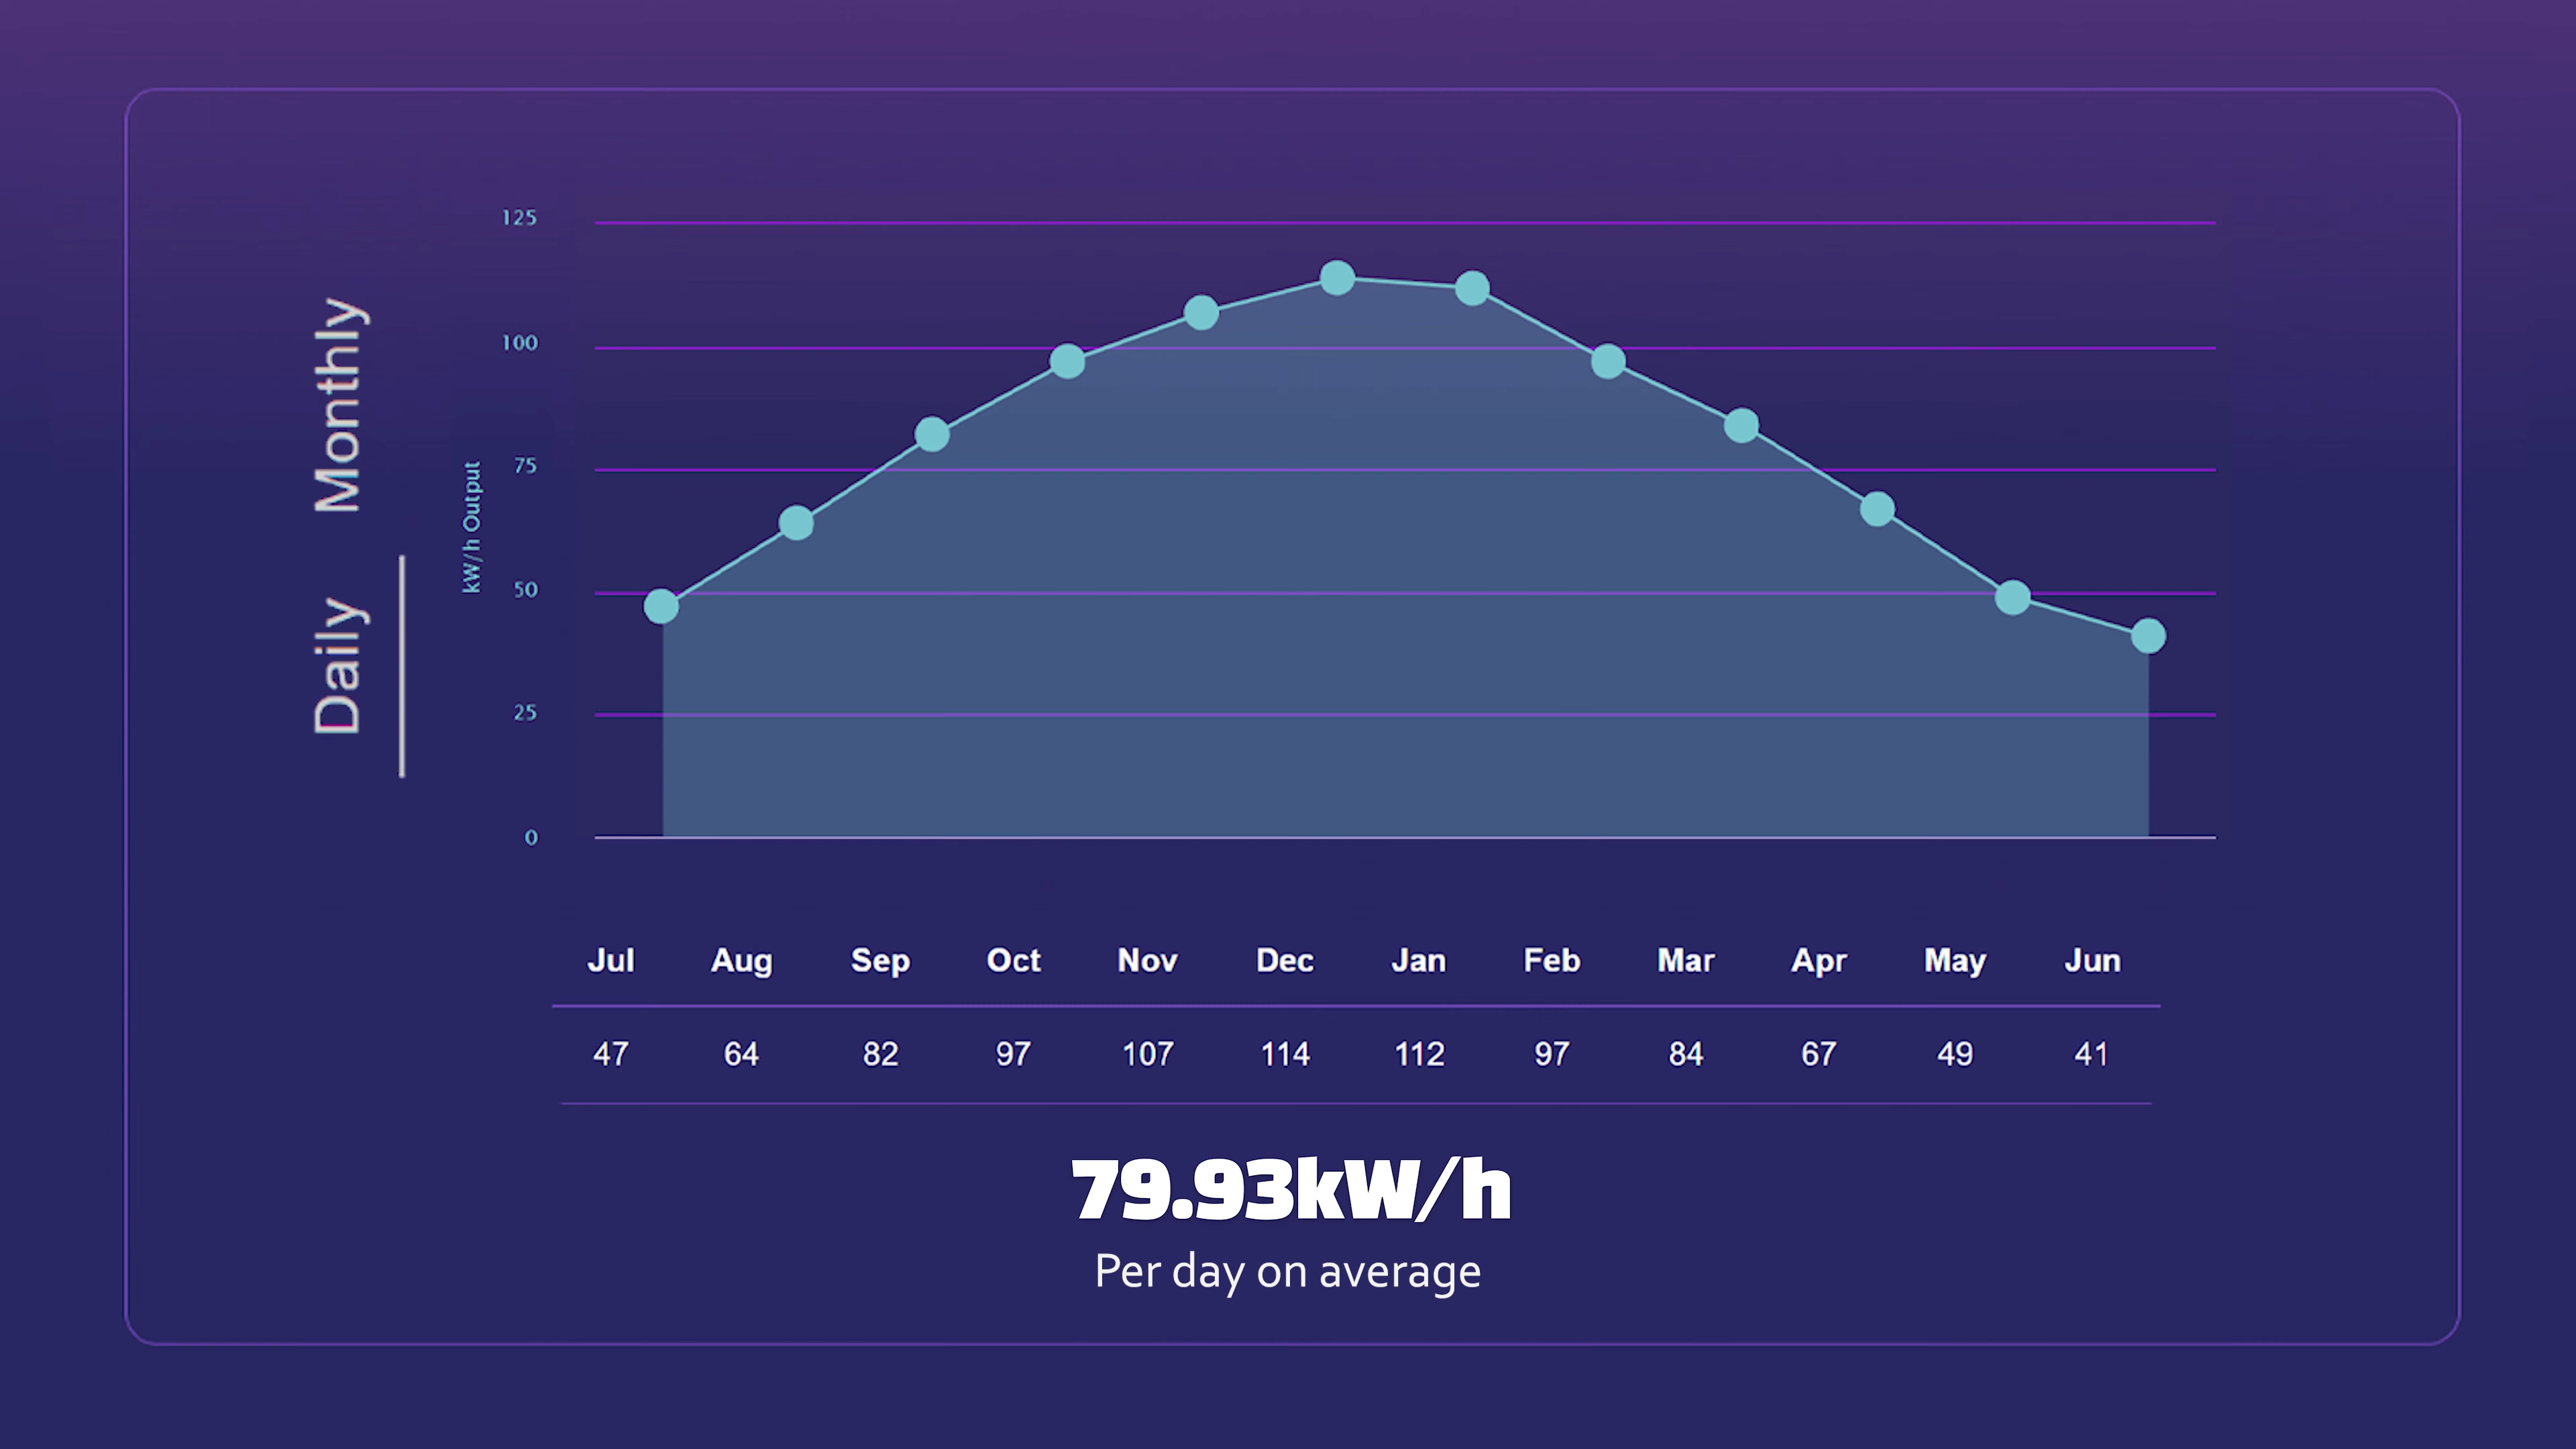 Monthly
Daily
kW/h Output
125
100
75
50
25
0
Jul Aug Sep Oct Nov Dec Jan Feb Mar Apr May Jun
47 64 82 97 107 114 112 97 84 67 49 41
79.93kW/h
Per day on average